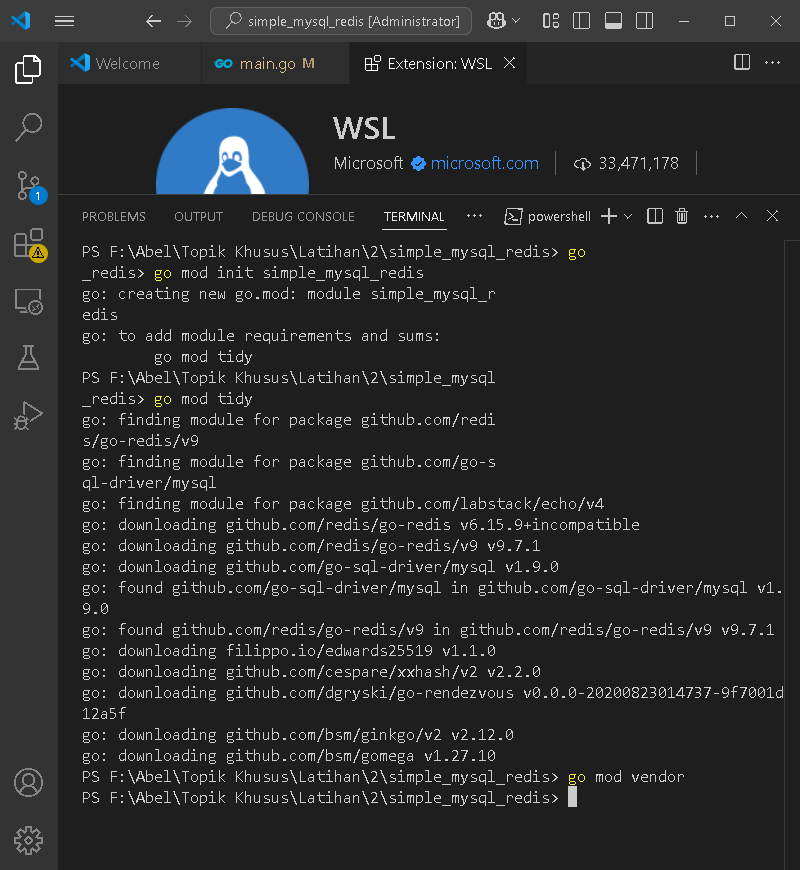 simple_mysql_redis [Administrator]
Welcome
main.go M
Extension: WSL
WSL
Microsoft microsoft.com 33,471,178
1
PROBLEMS OUTPUT DEBUG CONSOLE TERMINAL ... powershell
PS F:\Abel\Topik Khusus\Latihan\2\simple_mysql_redis> go
_redis> go mod init simple_mysql_redis
go: creating new go.mod: module simple_mysql_r
edis
go: to add module requirements and sums:
        go mod tidy
PS F:\Abel\Topik Khusus\Latihan\2\simple_mysql
_redis> go mod tidy
go: finding module for package github.com/redi
s/go-redis/v9
go: finding module for package github.com/go-s
ql-driver/mysql
go: finding module for package github.com/labstack/echo/v4
go: downloading github.com/redis/go-redis v6.15.9+incompatible
go: downloading github.com/redis/go-redis/v9 v9.7.1
go: downloading github.com/go-sql-driver/mysql v1.9.0
go: found github.com/go-sql-driver/mysql in github.com/go-sql-driver/mysql v1.
9.0
go: found github.com/redis/go-redis/v9 in github.com/redis/go-redis/v9 v9.7.1
go: downloading filippo.io/edwards25519 v1.1.0
go: downloading github.com/cespare/xxhash/v2 v2.2.0
go: downloading github.com/dgryski/go-rendezvous v0.0.0-20200823014737-9f7001d
12a5f
go: downloading github.com/bsm/ginkgo/v2 v2.12.0
go: downloading github.com/bsm/gomega v1.27.10
PS F:\Abel\Topik Khusus\Latihan\2\simple_mysql_redis> go mod vendor
PS F:\Abel\Topik Khusus\Latihan\2\simple_mysql_redis>